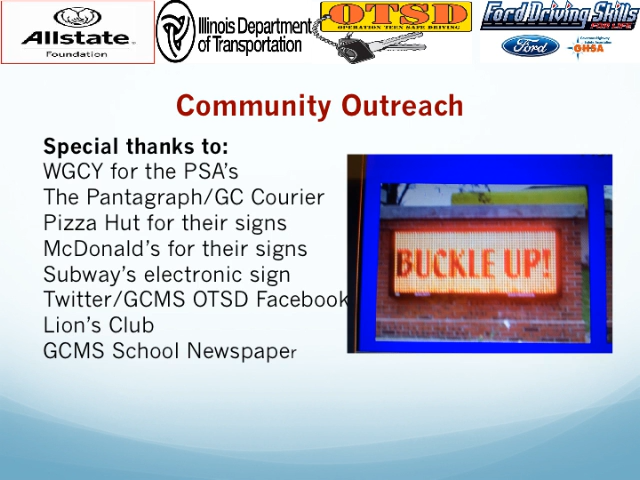 Allstate
Foundation
Illinois Department
of Transportation
OTSD
OPERATION TEEN SAFE DRIVING
Ford Driving Skills
FOR LIFE
Ford
GHSA
Community Outreach
Special thanks to:
WGCY for the PSA's
The Pantagraph/GC Courier
Pizza Hut for their signs
McDonald's for their signs
Subway's electronic sign
Twitter/GCMS OTSD Facebook
Lion's Club
GCMS School Newspaper
BUCKLE UP!